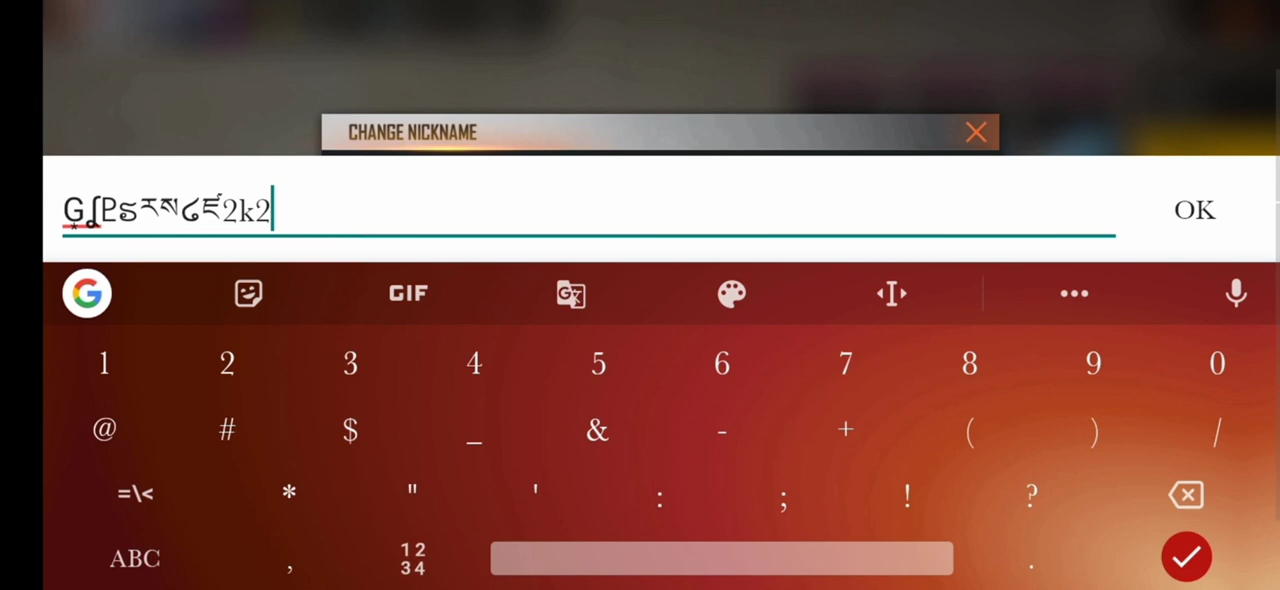 CHANGE NICKNAME
OK
GIF
1 2 3 4 5 6 7 8 9 0
@ # $ _ & - + ( ) /
=\< * " ' : ; ! ?
ABC , 12 34 .